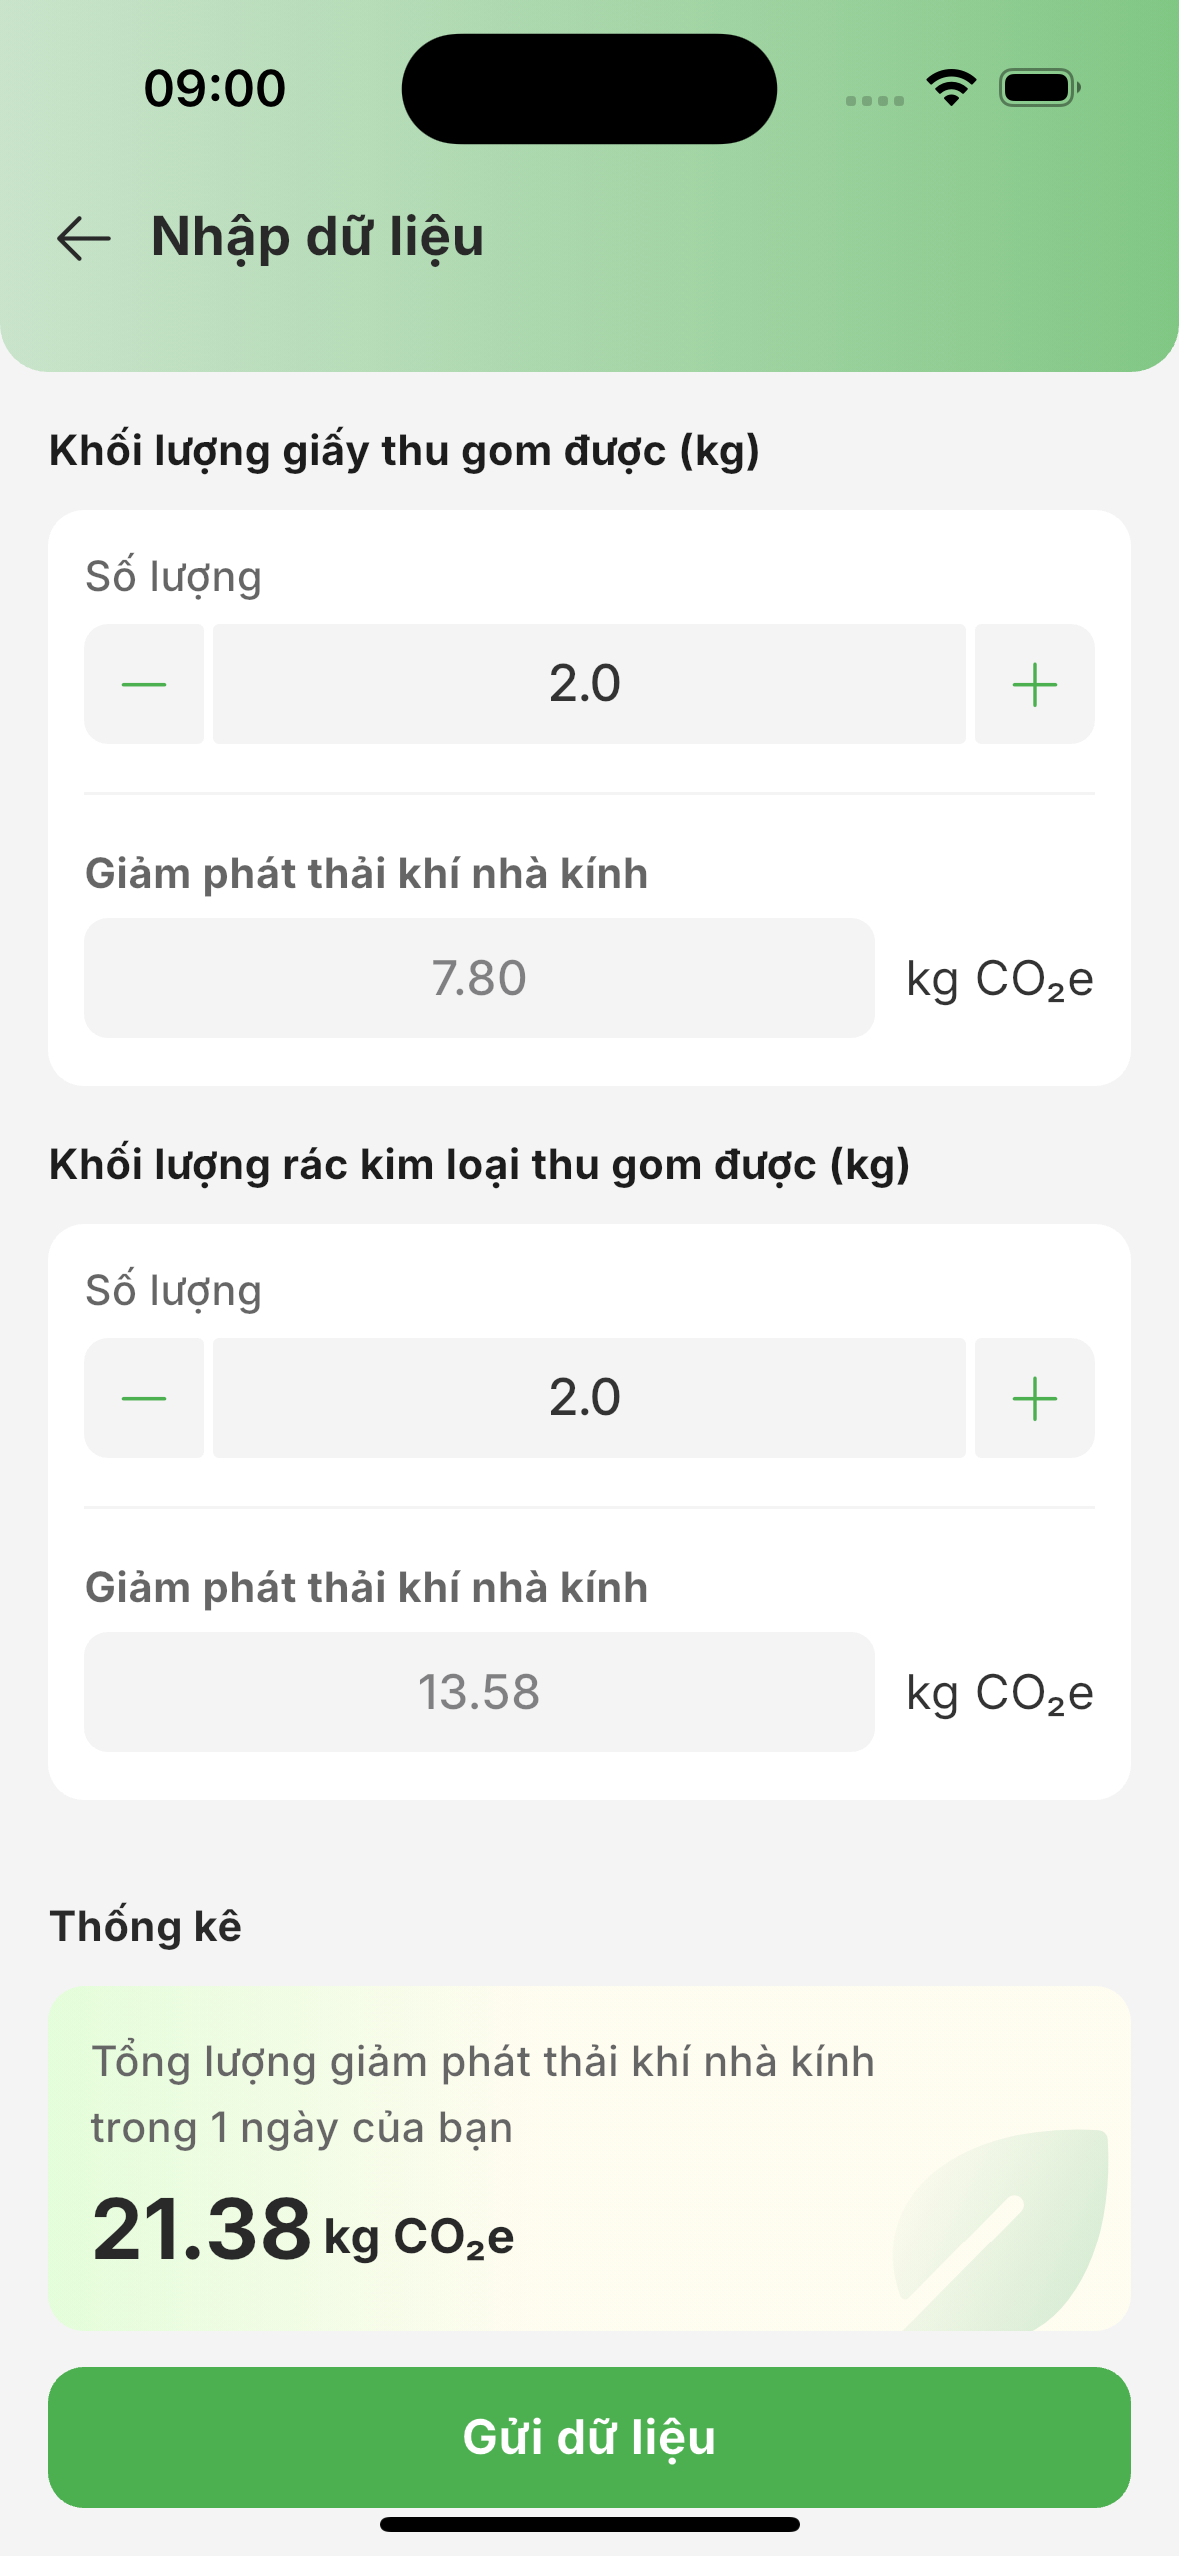 09:00
Nhập dữ liệu
Khối lượng giấy thu gom được (kg)
Số lượng
2.0
Giảm phát thải khí nhà kính
7.80 kg CO₂e
Khối lượng rác kim loại thu gom được (kg)
Số lượng
2.0
Giảm phát thải khí nhà kính
13.58 kg CO₂e
Thống kê
Tổng lượng giảm phát thải khí nhà kính
trong 1 ngày của bạn
21.38 kg CO₂e
Gửi dữ liệu